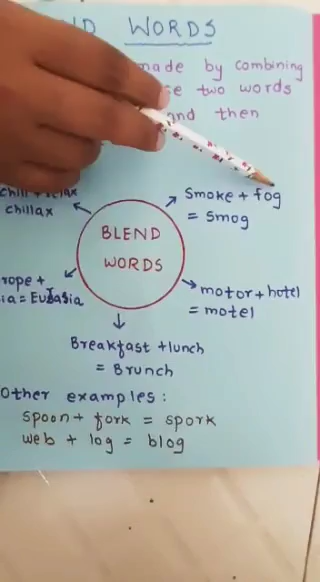 WORDS
made by combining
two words
and then
chillax
Smoke + fog
= Smog
BLEND
WORDS
motor + hotel
= motel
rope +
ia = Eurasia
Breakfast + lunch
= Brunch
Other examples:
spoon + fork = spork
web + log = blog